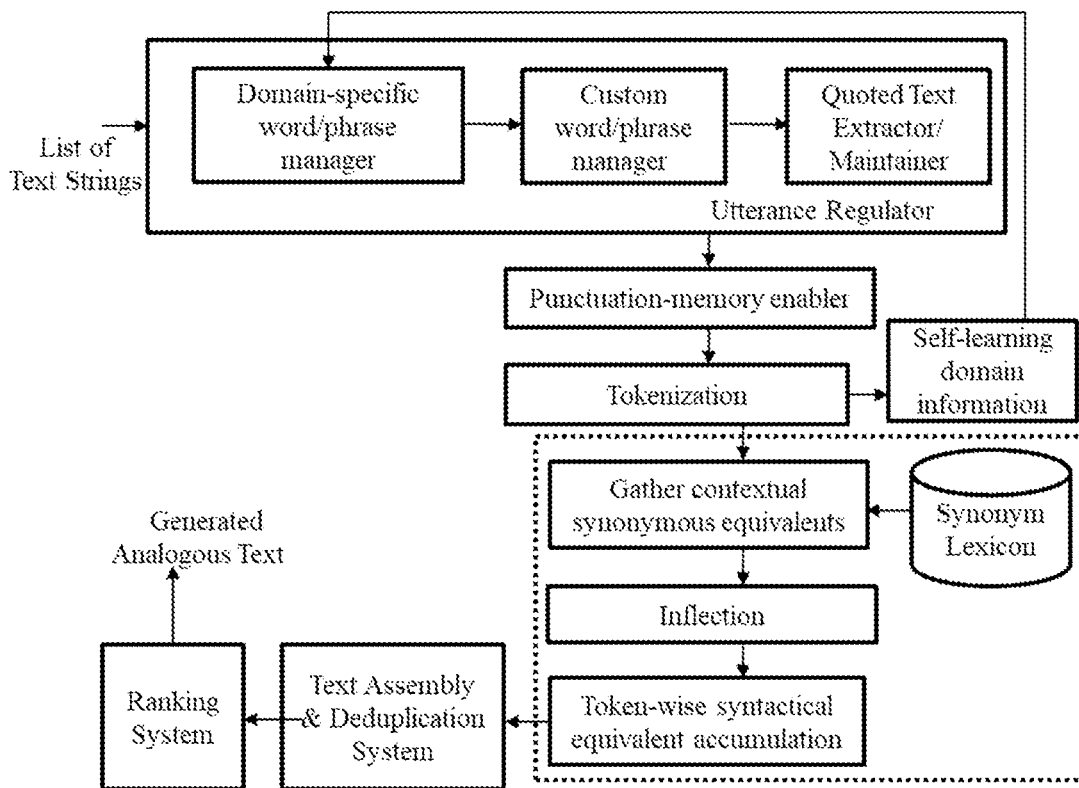 List of
Text Strings
Domain-specific
word/phrase
manager
Custom
word/phrase
manager
Quoted Text
Extractor/
Maintainer
Utterance Regulator
Punctuation-memory enabler
Tokenization
Self-learning
domain
information
Gather contextual
synonymous equivalents
Synonym
Lexicon
Inflection
Token-wise syntactical
equivalent accumulation
Text Assembly
& Deduplication
System
Ranking
System
Generated
Analogous Text